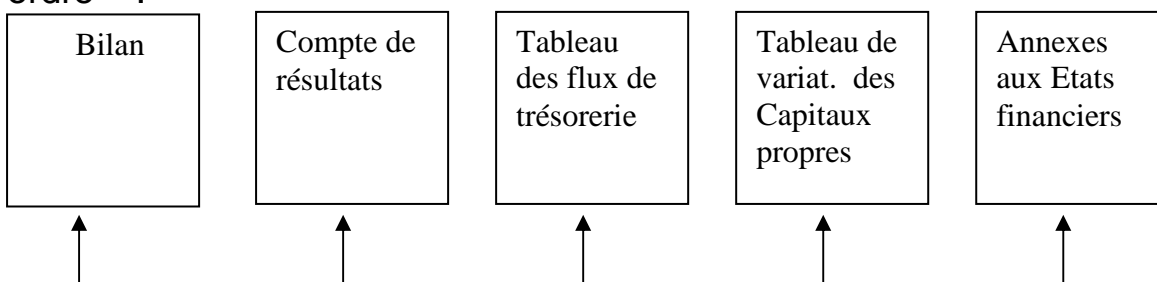 ordre
Bilan
Compte de
résultats
Tableau
des flux de
trésorerie
Tableau de
variat. des
Capitaux
propres
Annexes
aux Etats
financiers